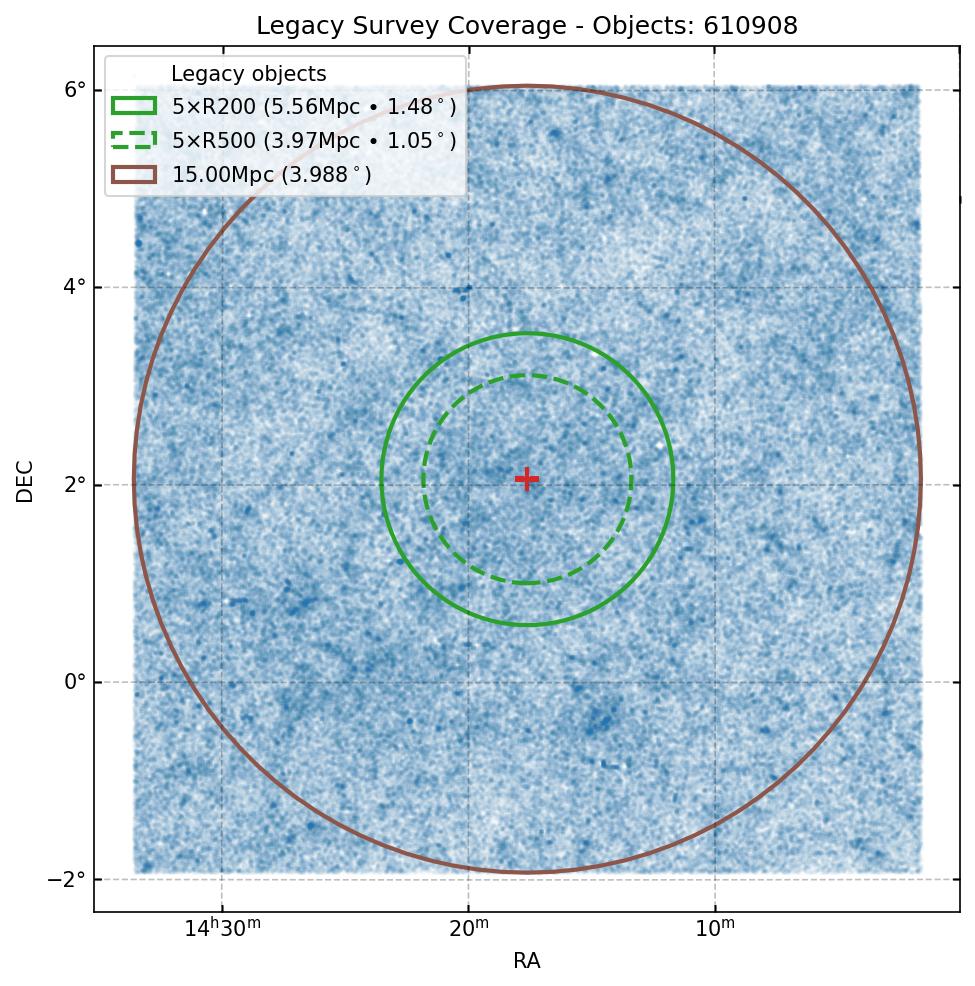 Legacy Survey Coverage - Objects: 610908
Legacy objects
5×R200 (5.56Mpc • 1.48°)
5×R500 (3.97Mpc • 1.05°)
15.00Mpc (3.988°)
6°
4°
2°
0°
−2°
DEC
14ʰ30ᵐ
20ᵐ
10ᵐ
RA